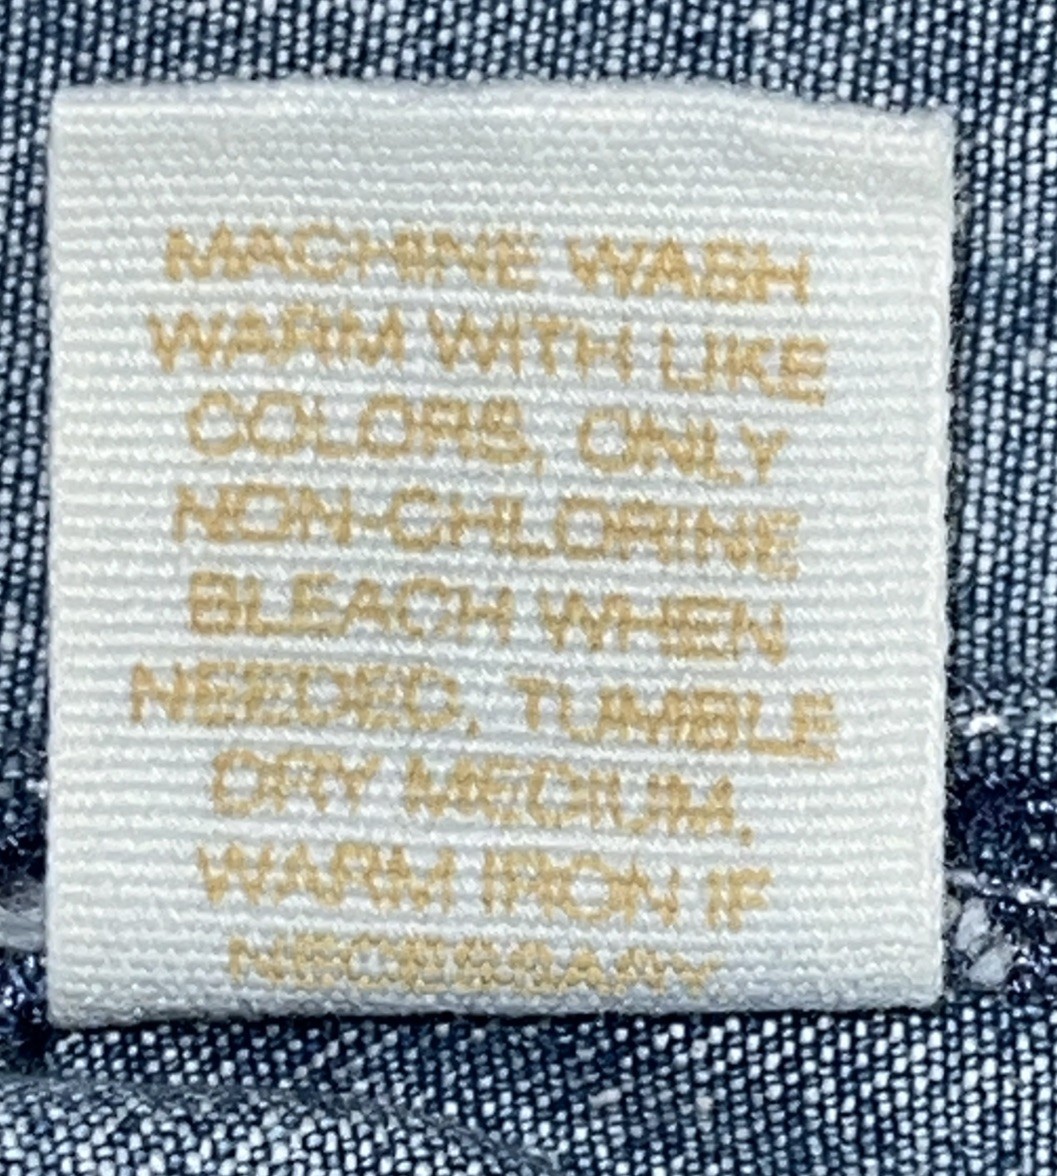 MACHINE WASH
WARM WITH LIKE
COLORS, ONLY
NON-CHLORINE
BLEACH WHEN
NEEDED, TUMBLE
DRY MEDIUM,
WARM IRON IF
NECESSARY